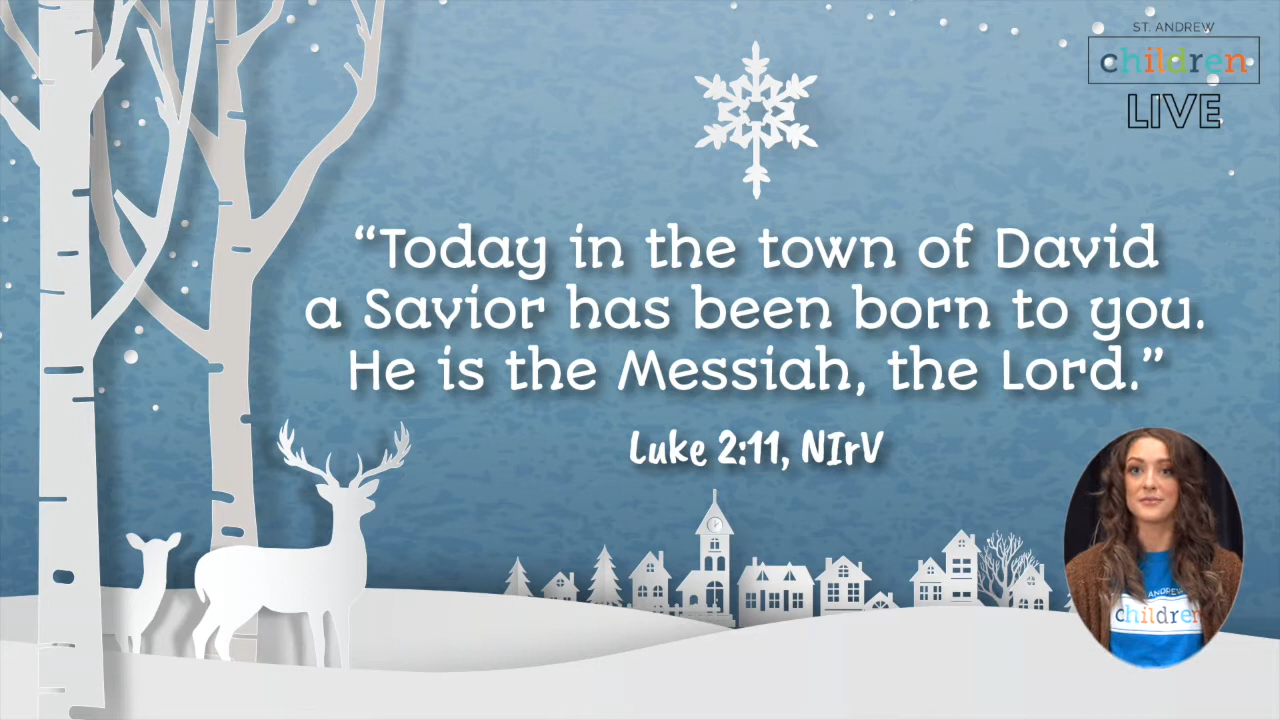 ST. ANDREW
children
LIVE
“Today in the town of David
a Savior has been born to you.
He is the Messiah, the Lord.”
Luke 2:11, NIrV
ANDREW
children